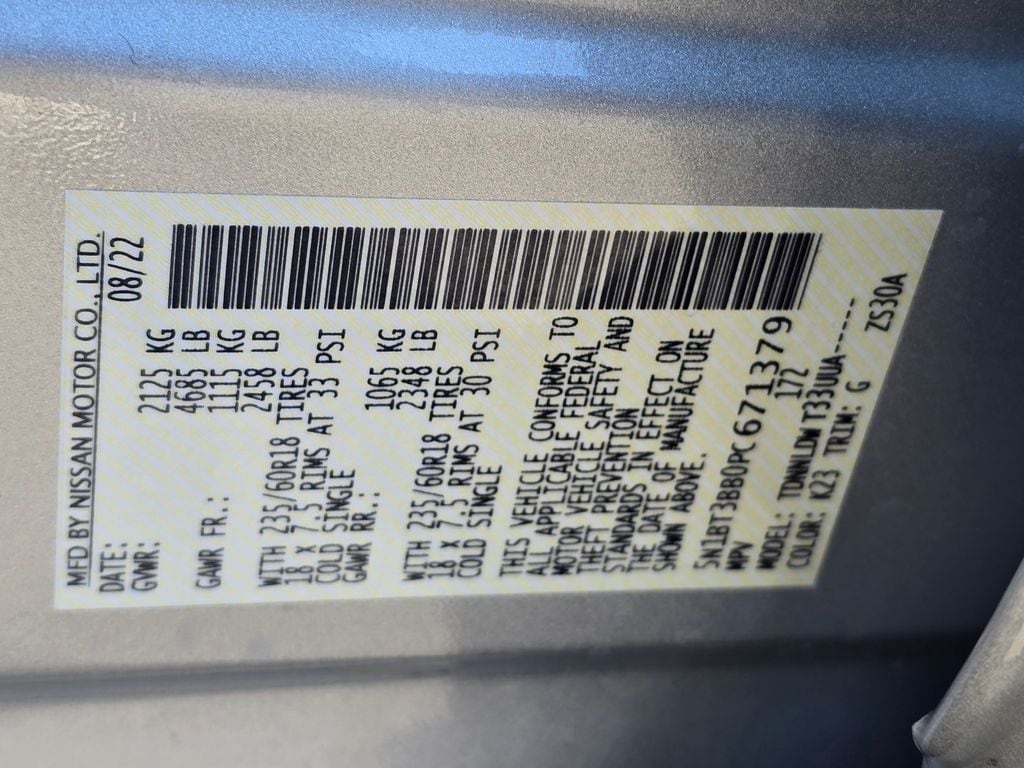 MFD BY NISSAN MOTOR CO., LTD.
DATE: 08/22
GVWR: 2125 KG
4685 LB
GAWR FR.: 1115 KG
2458 LB
WITH 235/60R18 TIRES
18 x 7.5 RIMS AT 33 PSI
COLD SINGLE
GAWR RR.: 1065 KG
2348 LB
WITH 235/60R18 TIRES
18 x 7.5 RIMS AT 30 PSI
COLD SINGLE
THIS VEHICLE CONFORMS TO
ALL APPLICABLE FEDERAL
MOTOR VEHICLE SAFETY AND
THEFT PREVENTION
STANDARDS IN EFFECT ON
THE DATE OF MANUFACTURE
SHOWN ABOVE.
5N1BT3BB0PC671379
MPV 172
MODEL: TDWNLDW T33UUA-----
COLOR: K23 TRIM: G ZS30A